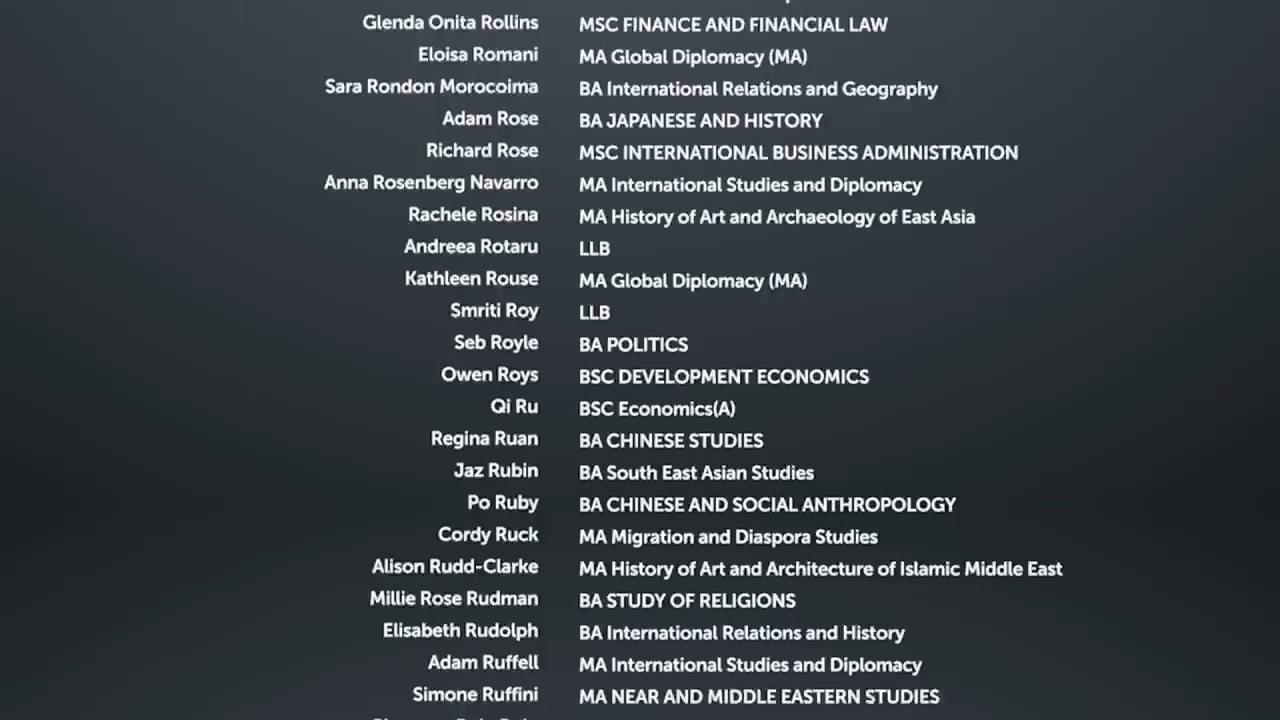 Glenda Onita Rollins MSC FINANCE AND FINANCIAL LAW
Eloisa Romani MA Global Diplomacy (MA)
Sara Rondon Morocoima BA International Relations and Geography
Adam Rose BA JAPANESE AND HISTORY
Richard Rose MSC INTERNATIONAL BUSINESS ADMINISTRATION
Anna Rosenberg Navarro MA International Studies and Diplomacy
Rachele Rosina MA History of Art and Archaeology of East Asia
Andreea Rotaru LLB
Kathleen Rouse MA Global Diplomacy (MA)
Smriti Roy LLB
Seb Royle BA POLITICS
Owen Roys BSC DEVELOPMENT ECONOMICS
Qi Ru BSC Economics(A)
Regina Ruan BA CHINESE STUDIES
Jaz Rubin BA South East Asian Studies
Po Ruby BA CHINESE AND SOCIAL ANTHROPOLOGY
Cordy Ruck MA Migration and Diaspora Studies
Alison Rudd-Clarke MA History of Art and Architecture of Islamic Middle East
Millie Rose Rudman BA STUDY OF RELIGIONS
Elisabeth Rudolph BA International Relations and History
Adam Ruffell MA International Studies and Diplomacy
Simone Ruffini MA NEAR AND MIDDLE EASTERN STUDIES